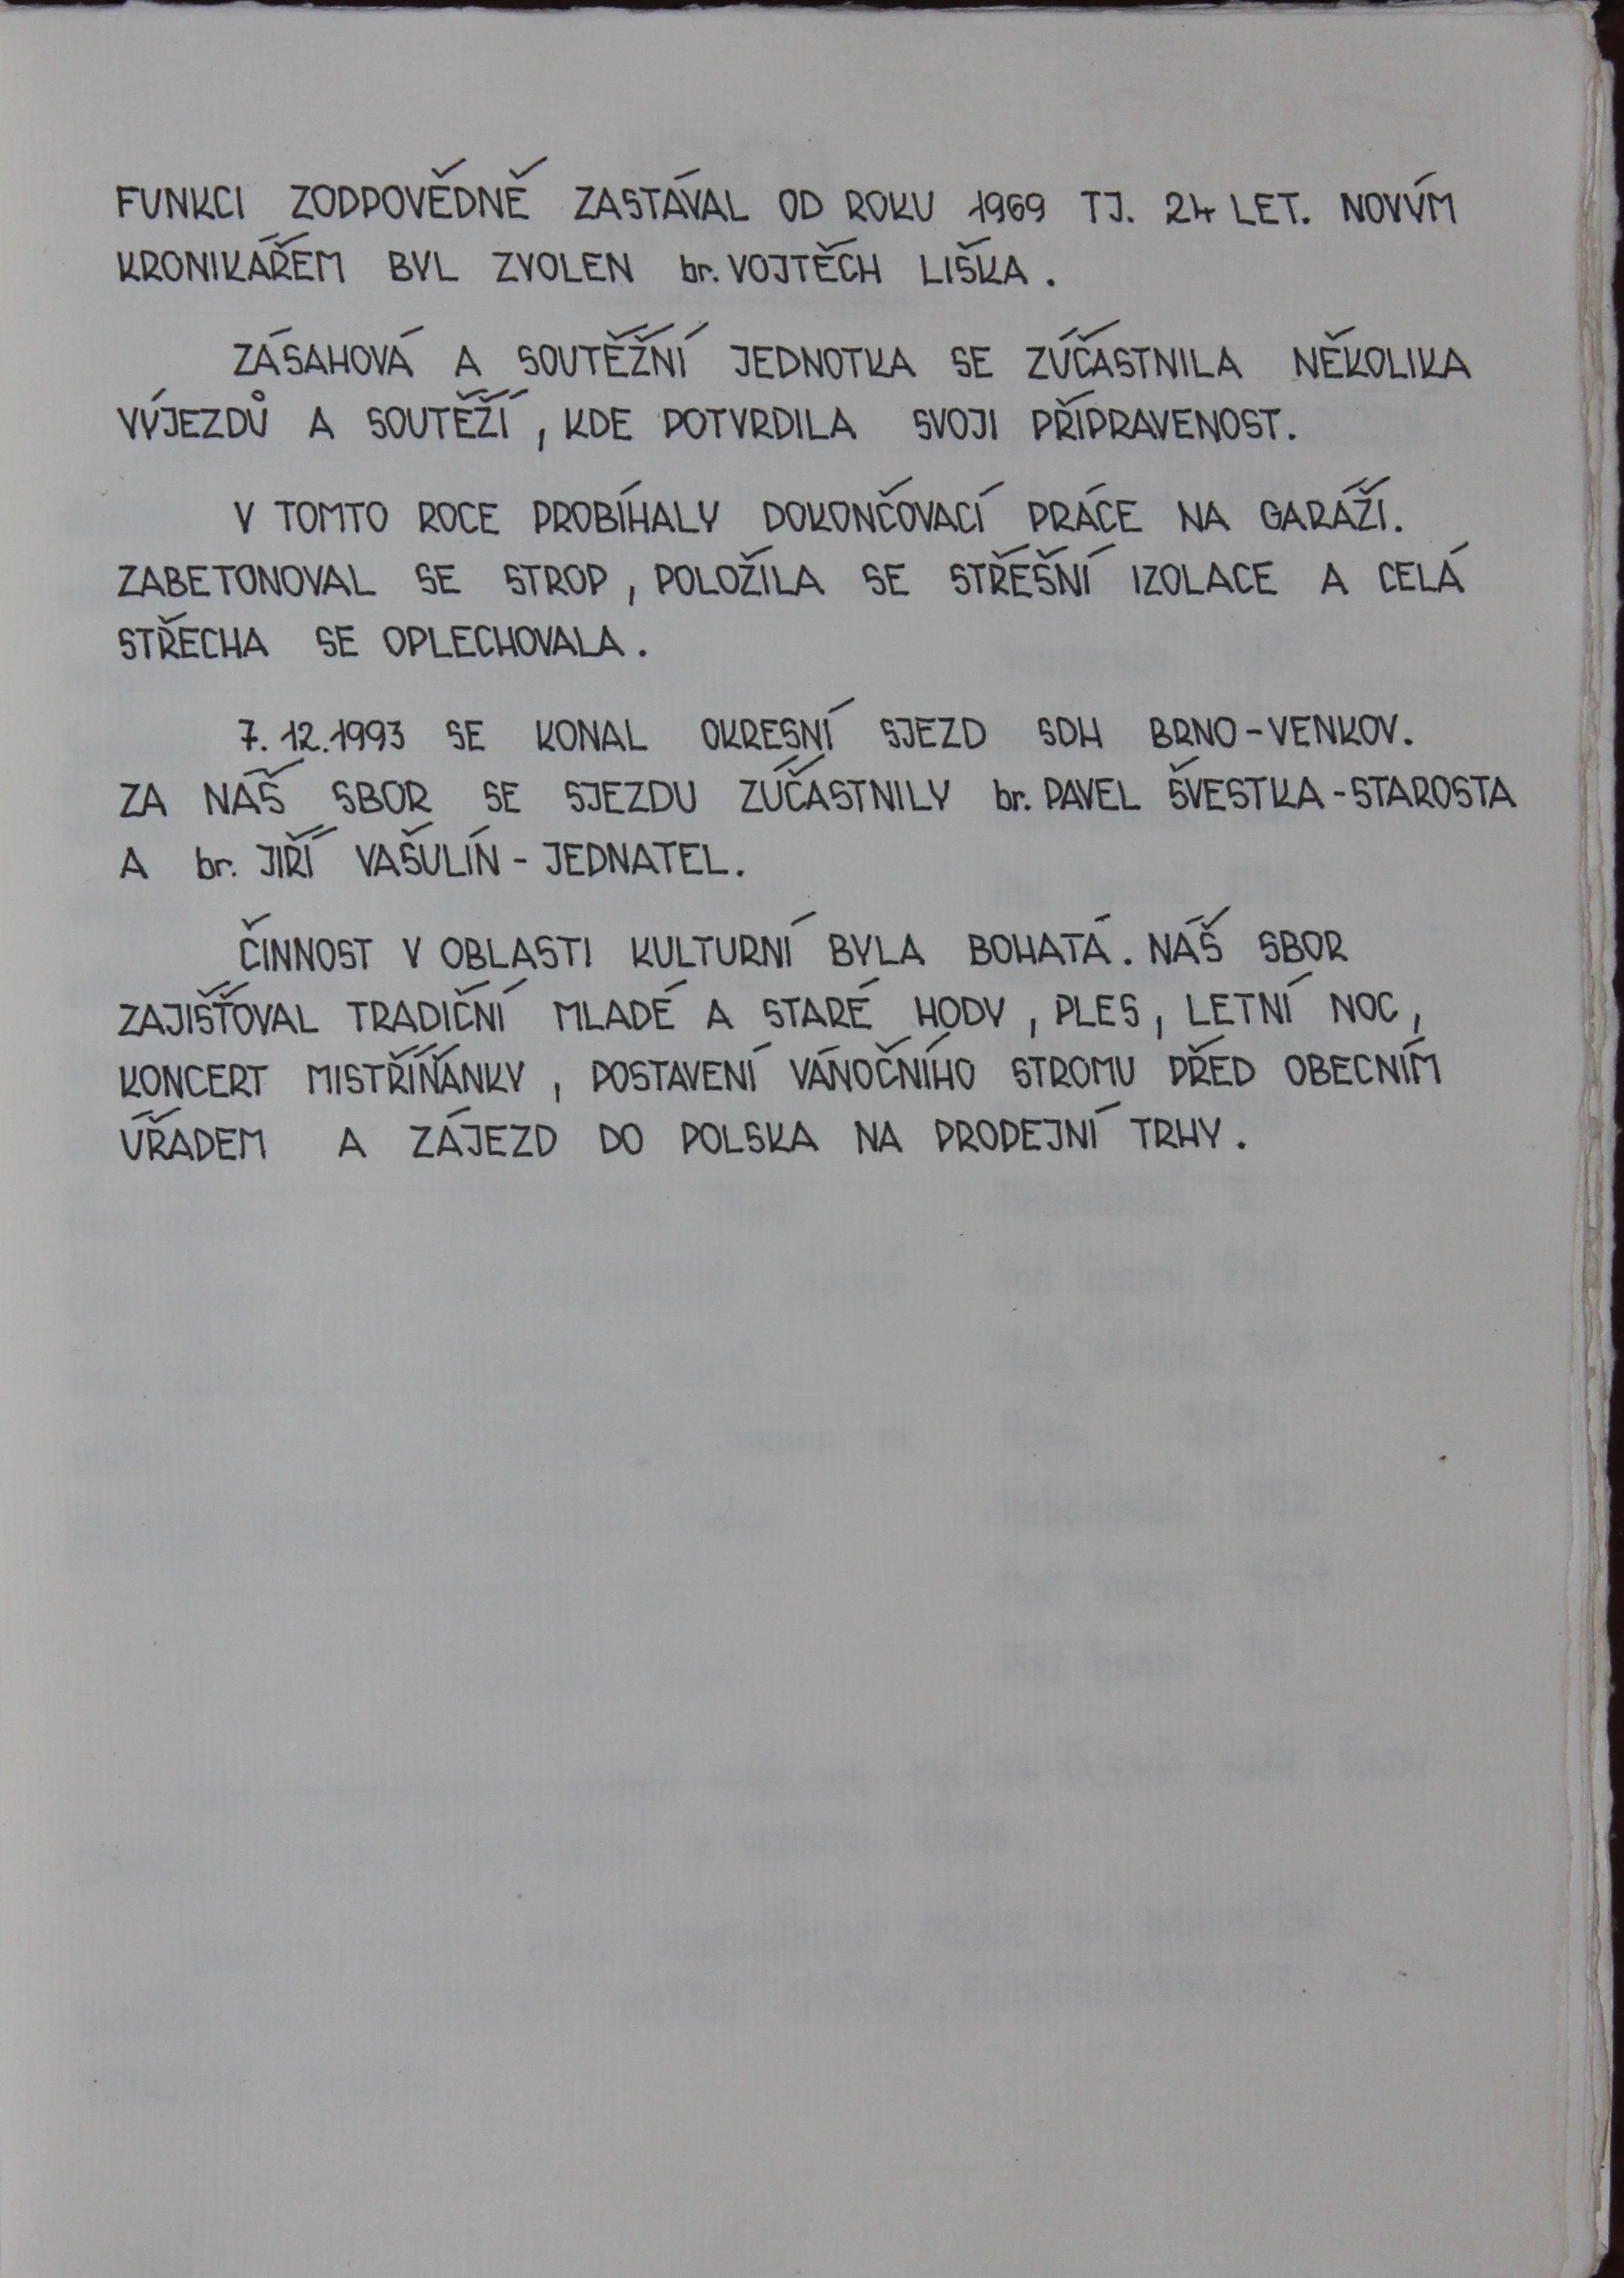 FUNKCI ZODPOVĚDNĚ ZASTÁVAL OD ROKU 1969 TJ. 24 LET. NOVÝM
KRONIKÁŘEM BYL ZVOLEN br. VOJTĚCH LIŠKA.
ZÁSAHOVÁ A SOUTĚŽNÍ JEDNOTKA SE ZÚČASTNILA NĚKOLIKA
VÝJEZDŮ A SOUTĚŽÍ, KDE POTVRDILA SVOJI PŘÍPRAVENOST.
V TOMTO ROCE PROBÍHALY DOKONČOVACÍ PRÁCE NA GARÁŽI.
ZABETONOVAL SE STROP, POLOŽILA SE STŘEŠNÍ IZOLACE A CELÁ
STŘECHA SE OPLECHOVALA.
7. 12. 1993 SE KONAL OKRESNÍ SJEZD SDH BRNO-VENKOV.
ZA NÁŠ SBOR SE SJEZDU ZÚČASTNILY br. PAVEL ŠVESTKA-STAROSTA
A br. JIŘÍ VAŠULÍN - JEDNATEL.
ČINNOST V OBLASTI KULTURNÍ BYLA BOHATÁ. NÁŠ SBOR
ZAJIŠŤOVAL TRADIČNÍ MLADÉ A STARÉ HODY, PLES, LETNÍ NOC,
KONCERT MISTŘÍŇANKY, POSTAVENÍ VÁNOČNÍHO STROMU PŘED OBECNÍM
ÚŘADEM A ZÁJEZD DO POLSKA NA PRODEJNÍ TRHY.